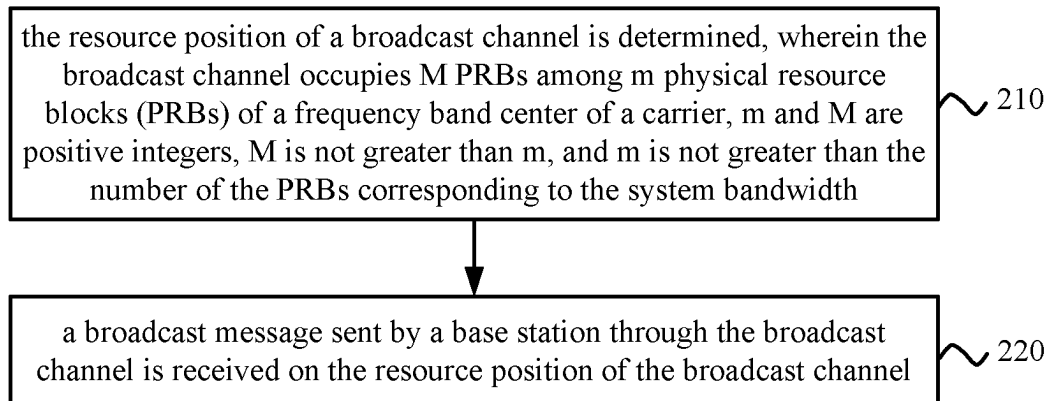 the resource position of a broadcast channel is determined, wherein the
broadcast channel occupies M PRBs among m physical resource
blocks (PRBs) of a frequency band center of a carrier, m and M are
positive integers, M is not greater than m, and m is not greater than the
number of the PRBs corresponding to the system bandwidth
210
a broadcast message sent by a base station through the broadcast
channel is received on the resource position of the broadcast channel
220